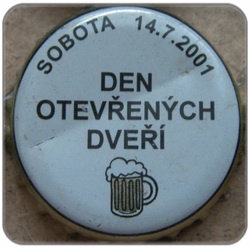 SOBOTA 14.7.2001
DEN
OTEVŘENÝCH
DVEŘÍ